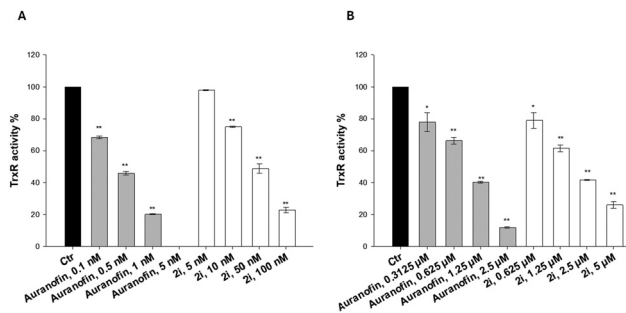 A
B
120
100
80
60
40
20
0
TrxR activity %
**
**
**
**
**
**
Ctr
Auranofin, 0.1 nM
Auranofin, 0.5 nM
Auranofin, 1 nM
Auranofin, 5 nM
2i, 5 nM
2i, 10 nM
2i, 50 nM
2i, 100 nM
120
100
80
60
40
20
0
TrxR activity %
*
**
**
**
*
**
**
**
Ctr
Auranofin, 0.3125 µM
Auranofin, 0.625 µM
Auranofin, 1.25 µM
Auranofin, 2.5 µM
2i, 0.625 µM
2i, 1.25 µM
2i, 2.5 µM
2i, 5 µM